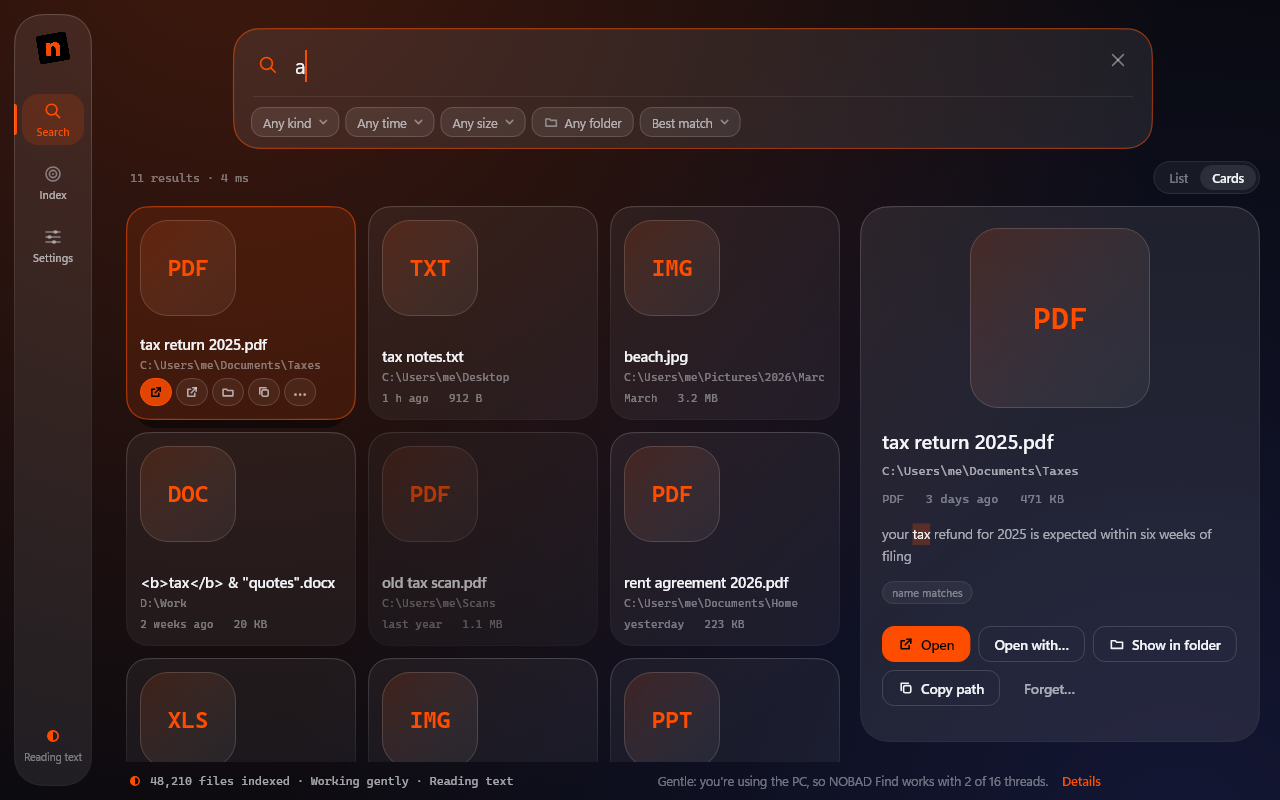 n
a
Search
Any kind
Any time
Any size
Any folder
Best match
Index
11 results · 4 ms
List
Cards
Settings
PDF
tax return 2025.pdf
C:\Users\me\Documents\Taxes
...
TXT
tax notes.txt
C:\Users\me\Desktop
1 h ago 912 B
IMG
beach.jpg
C:\Users\me\Pictures\2026\Marc
March 3.2 MB
DOC
<b>tax</b> & "quotes".docx
D:\Work
2 weeks ago 20 KB
PDF
old tax scan.pdf
C:\Users\me\Scans
last year 1.1 MB
PDF
rent agreement 2026.pdf
C:\Users\me\Documents\Home
yesterday 223 KB
XLS
IMG
PPT
PDF
tax return 2025.pdf
C:\Users\me\Documents\Taxes
PDF 3 days ago 471 KB
your tax refund for 2025 is expected within six weeks of
filing
name matches
Open
Open with...
Show in folder
Copy path
Forget...
Reading text
48,210 files indexed · Working gently · Reading text
Gentle: you're using the PC, so NOBAD Find works with 2 of 16 threads.
Details